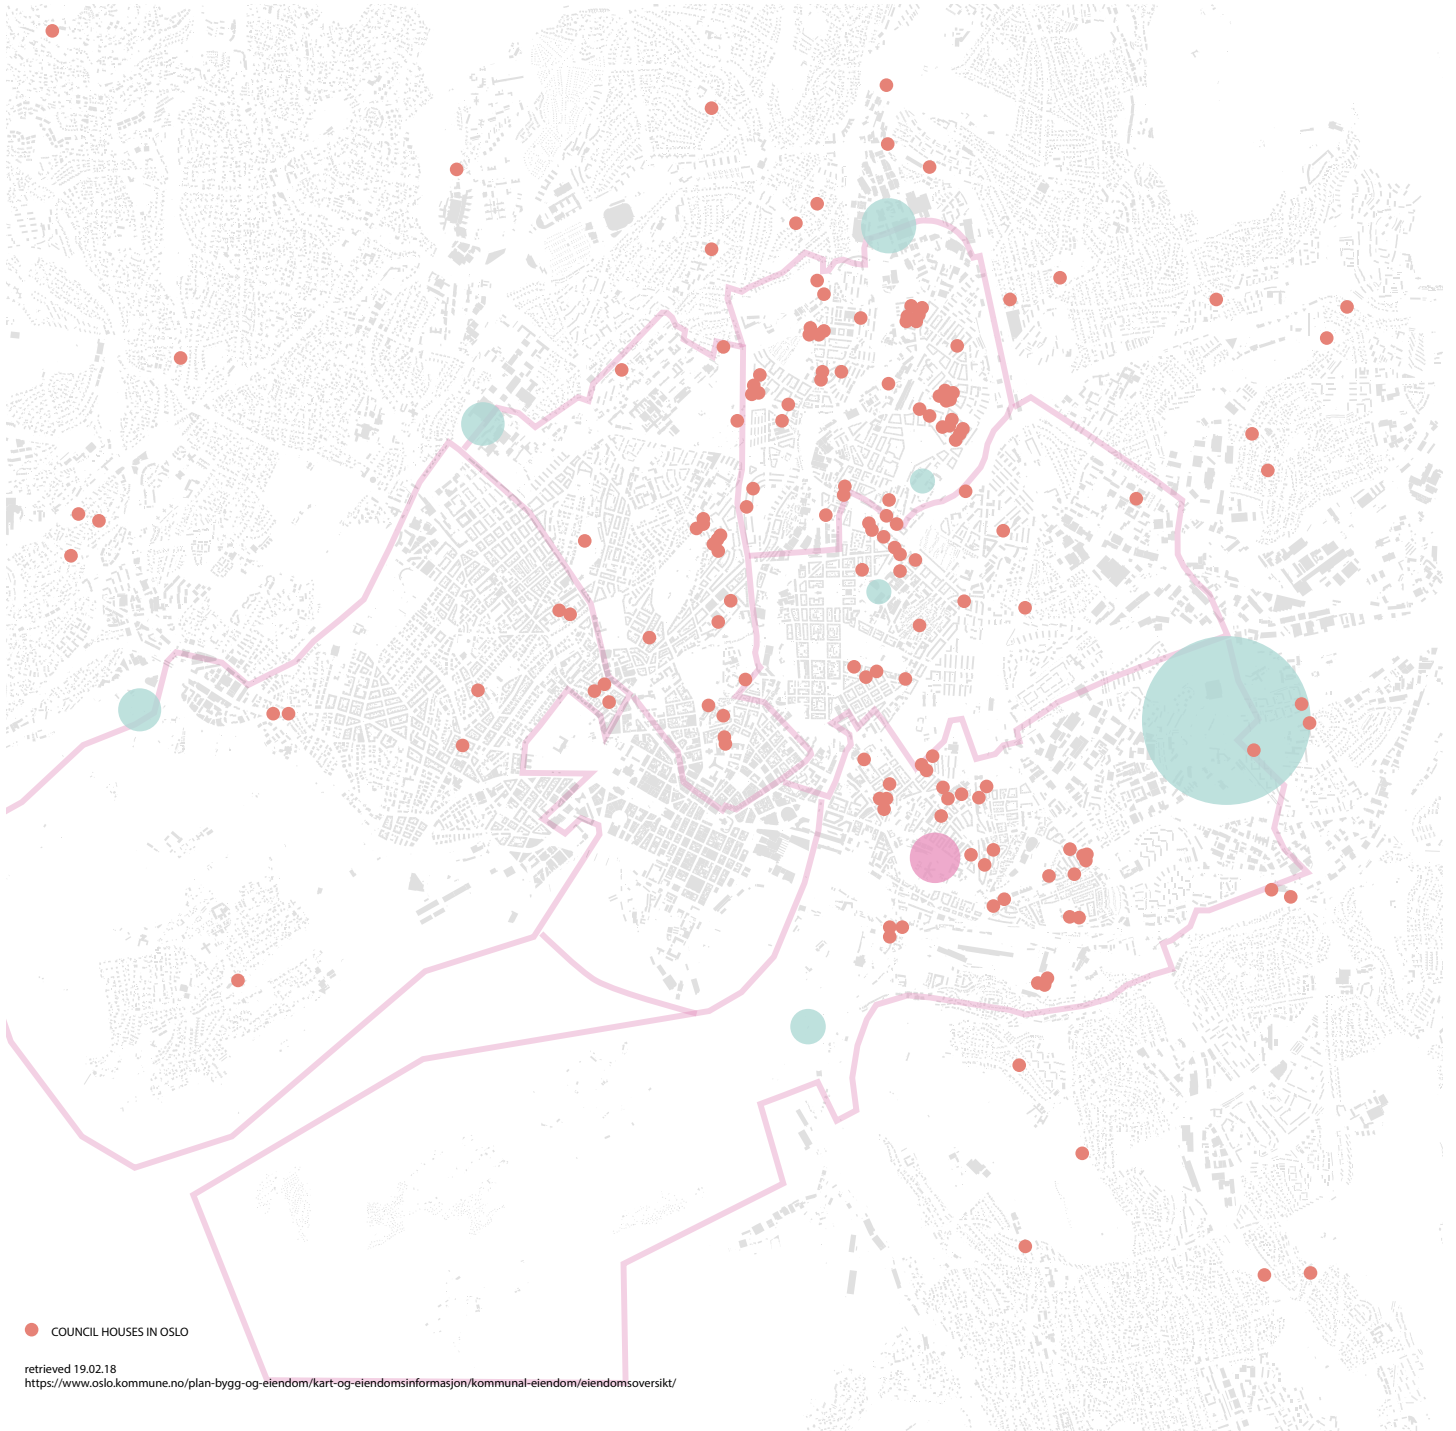 COUNCIL HOUSES IN OSLO
retrieved 19.02.18
https://www.oslo.kommune.no/plan-bygg-og-eiendom/kart-og-eiendomsinformasjon/kommunal-eiendom/eiendomsoversikt/